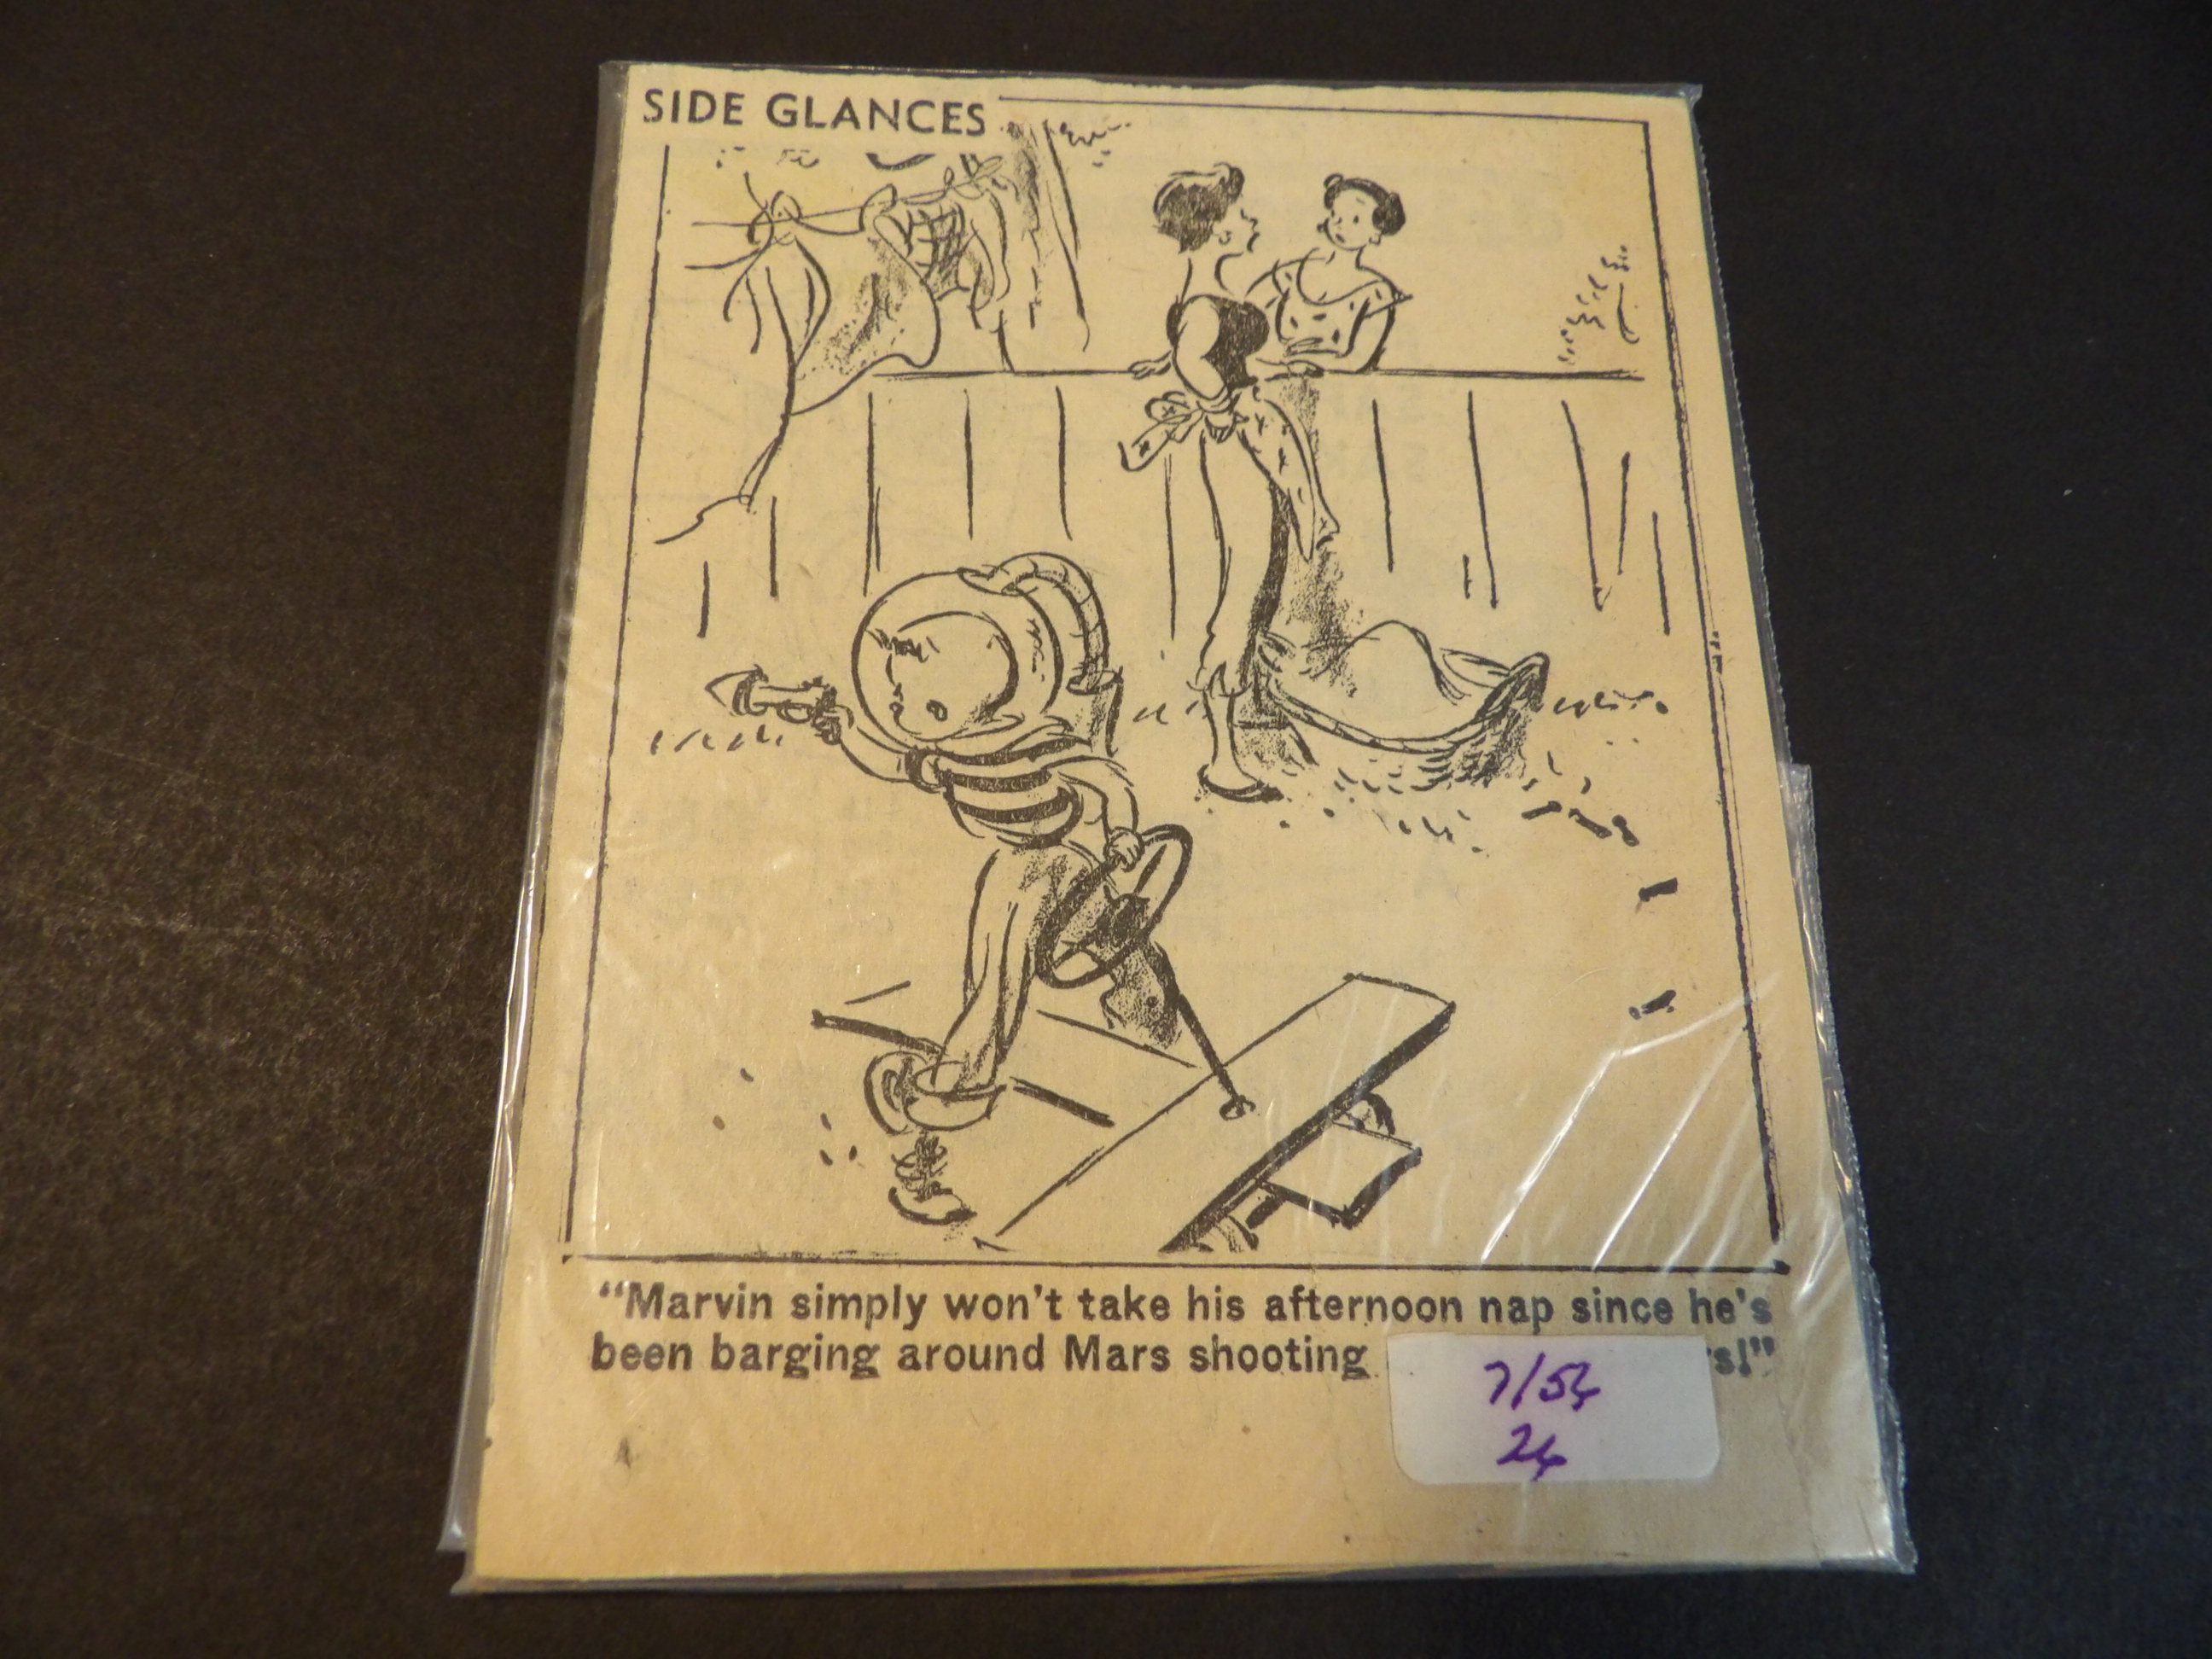 SIDE GLANCES
"Marvin simply won't take his afternoon nap since he's
been barging around Mars shooting
s!"
7/54
24